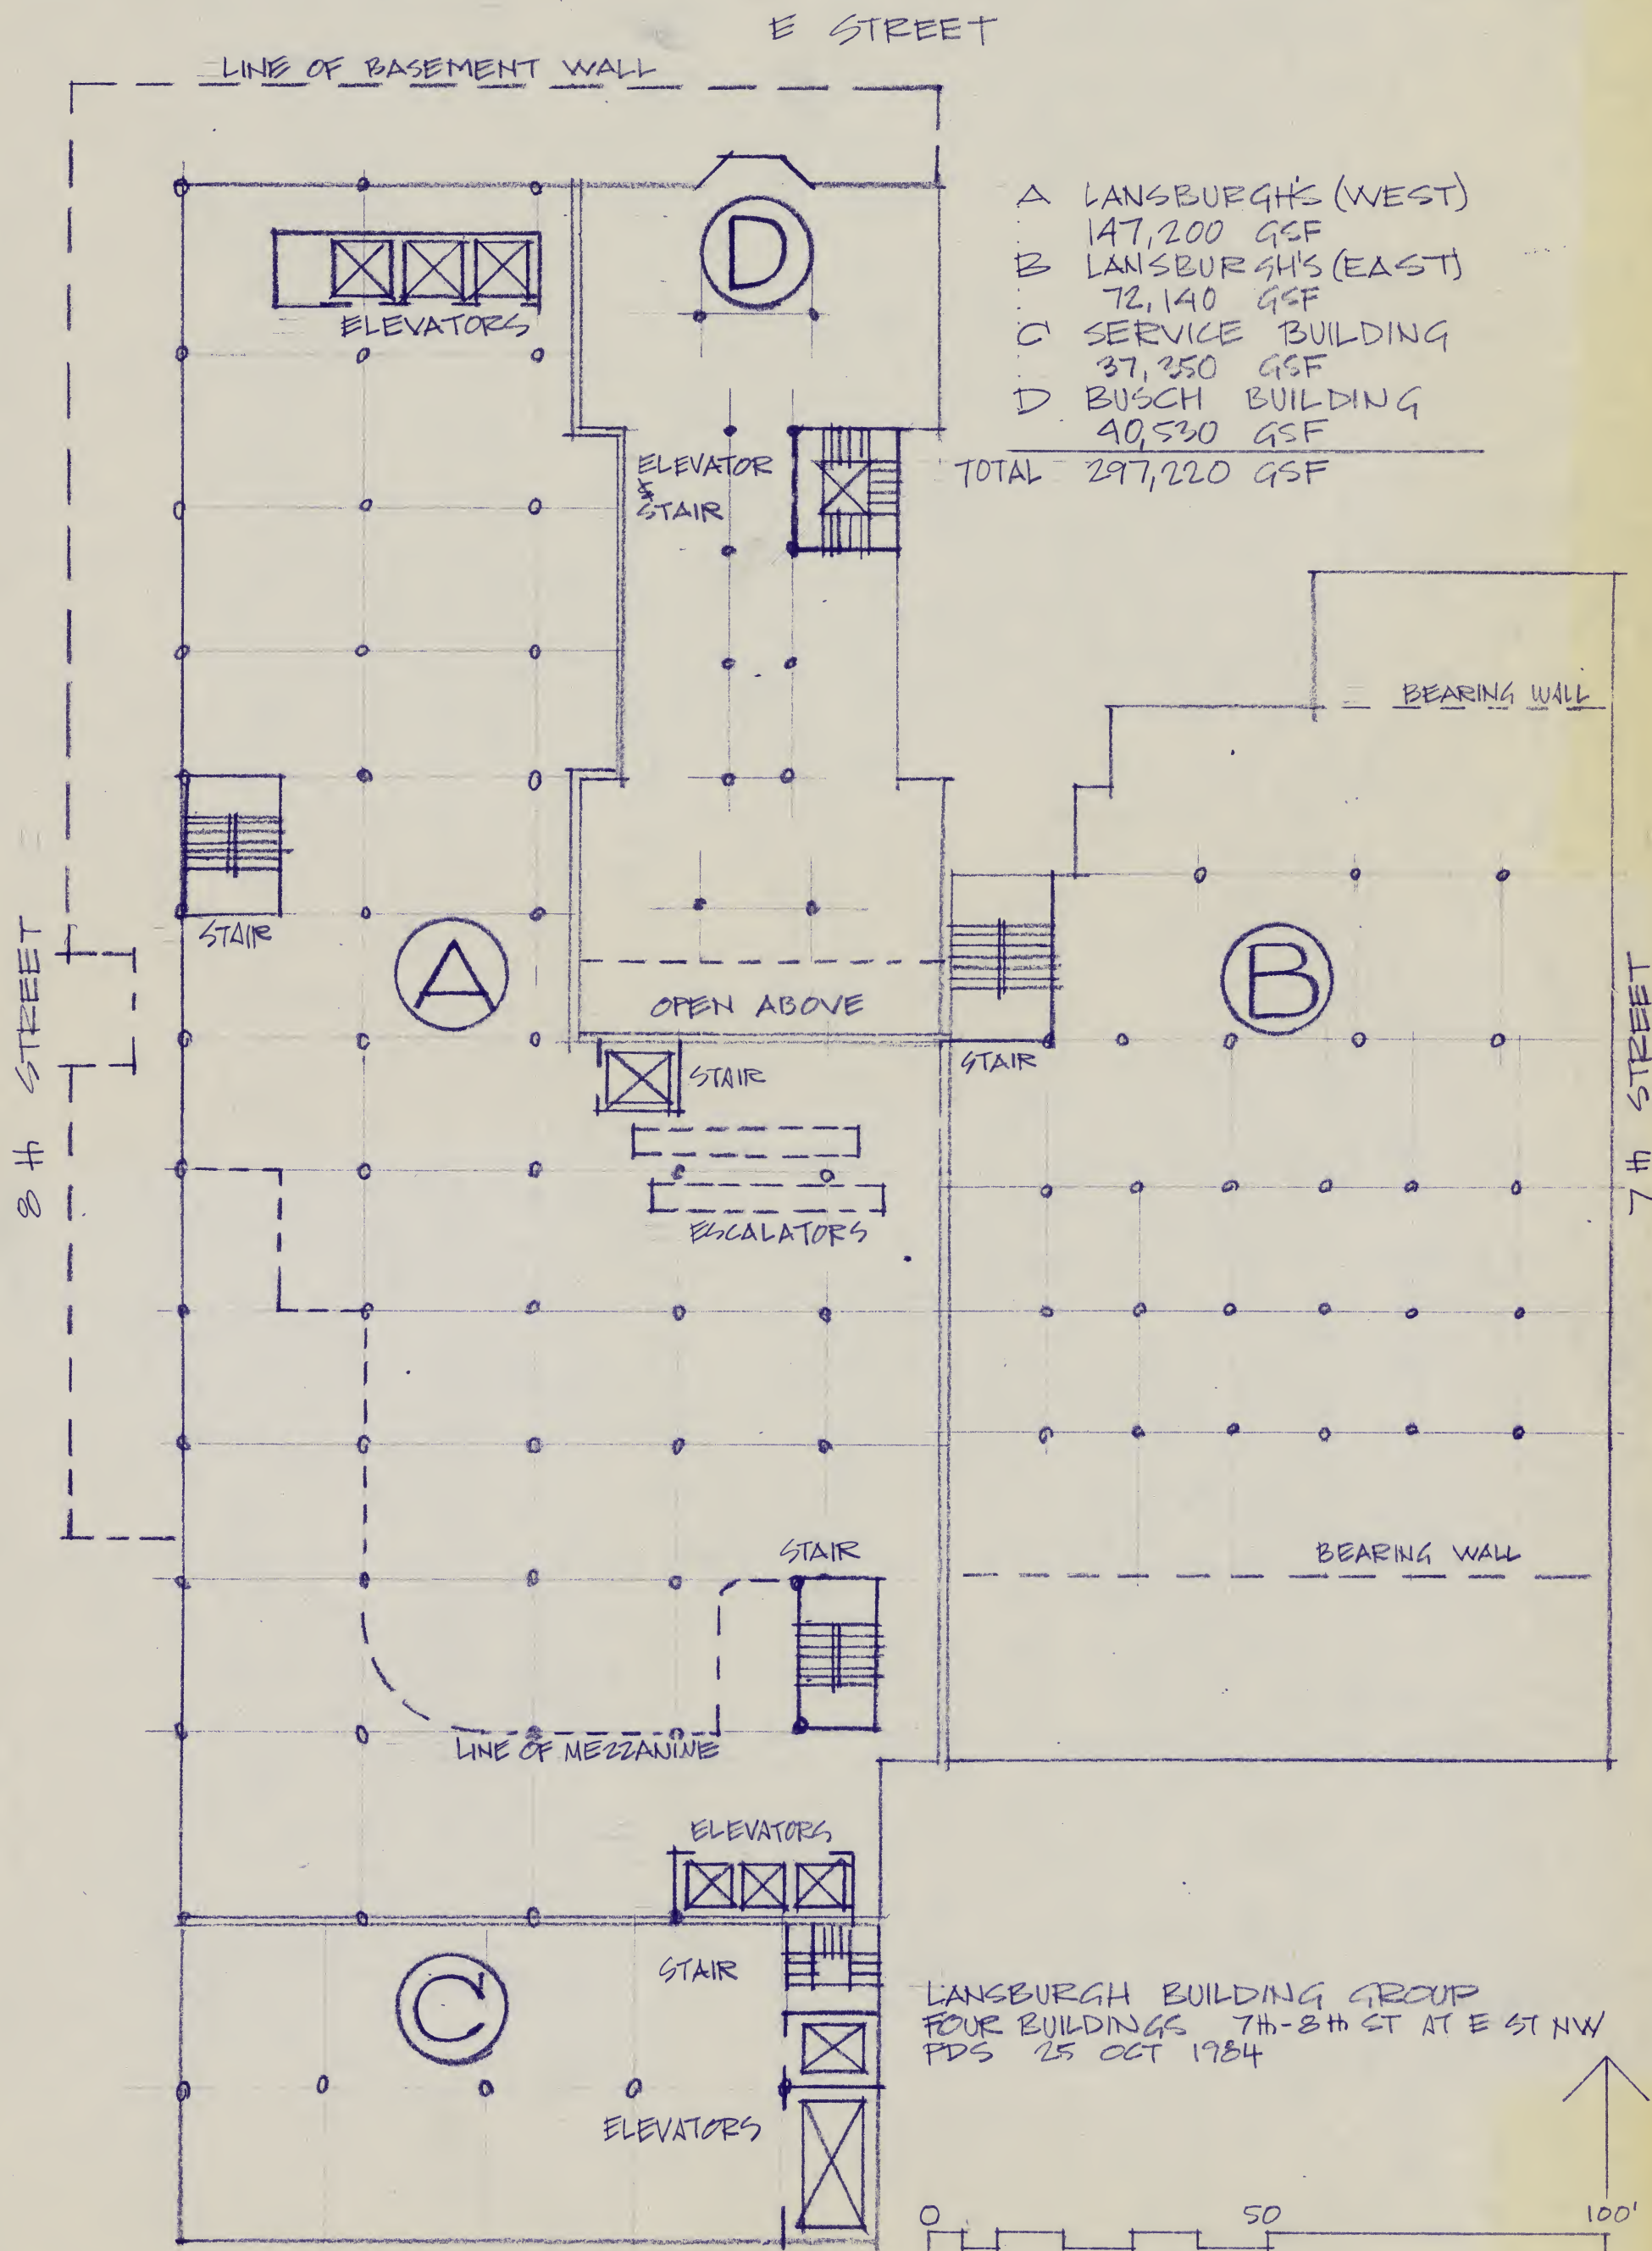 E STREET
LINE OF BASEMENT WALL
A LANSBURGH'S (WEST)
147,200 GSF
B LANSBURGH'S (EAST)
72,140 GSF
C SERVICE BUILDING
37,350 GSF
D BUSCH BUILDING
40,530 GSF
TOTAL 297,220 GSF
D
ELEVATORS
ELEVATOR
&
STAIR
BEARING WALL
STAIR
8TH STREET
A
OPEN ABOVE
STAIR
STAIR
B
7TH STREET
ESCALATORS
BEARING WALL
STAIR
LINE OF MEZZANINE
ELEVATORS
STAIR
C
ELEVATORS
LANSBURGH BUILDING GROUP
FOUR BUILDINGS 7TH-8TH ST AT E ST NW
PDS 25 OCT 1984
0 50 100'